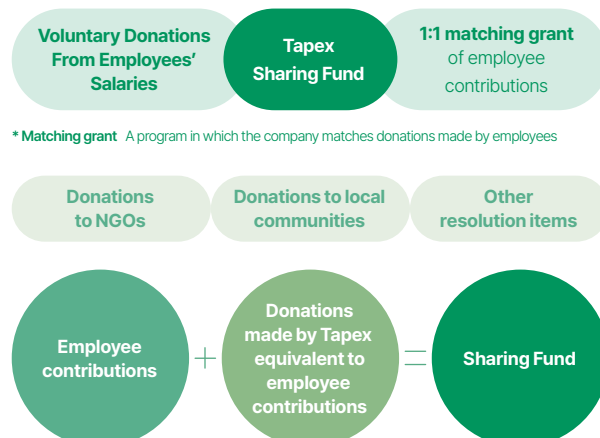 Voluntary Donations
From Employees’
Salaries
Tapex
Sharing Fund
1:1 matching grant
of employee
contributions
* Matching grant A program in which the company matches donations made by employees
Donations
to NGOs
Donations to local
communities
Other
resolution items
Employee
contributions
+
Donations
made by Tapex
equivalent to
employee
contributions
=
Sharing Fund